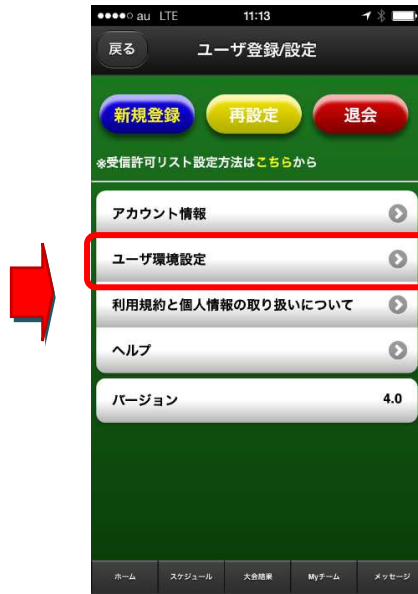 au LTE 11:13
戻る ユーザ登録/設定
新規登録 再設定 退会
※受信許可リスト設定方法はこちらから
アカウント情報
ユーザ環境設定
利用規約と個人情報の取り扱いについて
ヘルプ
バージョン 4.0
ホーム スケジュール 大会結果 Myチーム メッセージ